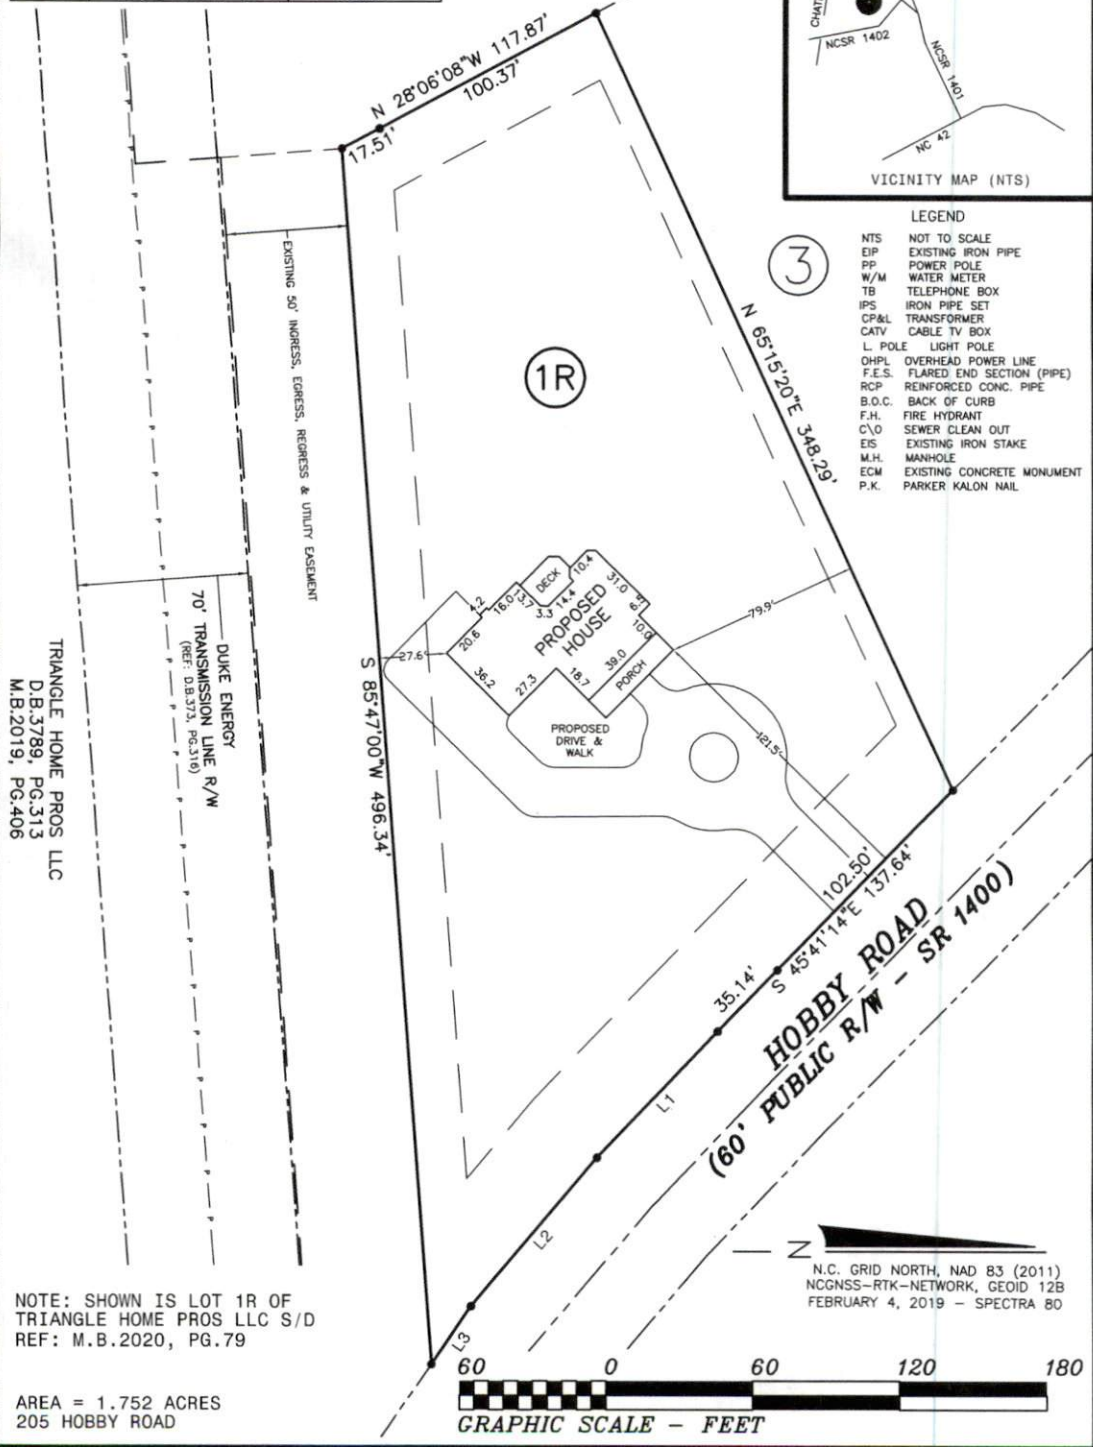 CHAT
NCSR 1402
NCSR 1401
NC 42
VICINITY MAP (NTS)
LEGEND
NTS NOT TO SCALE
EIP EXISTING IRON PIPE
PP POWER POLE
W/M WATER METER
TB TELEPHONE BOX
IPS IRON PIPE SET
CP&L TRANSFORMER
CATV CABLE TV BOX
L. POLE LIGHT POLE
OHPL OVERHEAD POWER LINE
F.E.S. FLARED END SECTION (PIPE)
RCP REINFORCED CONC. PIPE
B.O.C. BACK OF CURB
F.H. FIRE HYDRANT
C\O SEWER CLEAN OUT
EIS EXISTING IRON STAKE
M.H. MANHOLE
ECM EXISTING CONCRETE MONUMENT
P.K. PARKER KALON NAIL
N 28°06'08"W 117.87'
100.37'
17.51'
3
1R
N 65°15'20"E 348.29'
EXISTING 50' INGRESS, EGRESS, REGRESS & UTILITY EASEMENT
DUKE ENERGY
70' TRANSMISSION LINE R/W
(REF: D.B.373, PG.316)
TRIANGLE HOME PROS LLC
D.B.3789, PG.313
M.B.2019, PG.406
P P P P P P P P P P P P P P P P P P P
S 85°47'00"W 496.34'
DECK
10.4
31.0
6.5
10.0
4.2
16.0
13.7
3.3
14.4
PROPOSED
HOUSE
20.6
27.6'
36.2
27.3
18.7
39.0
PORCH
79.9'
121.5'
PROPOSED
DRIVE &
WALK
102.50'
S 45°41'14"E 137.64'
35.14'
HOBBY ROAD
(60' PUBLIC R/W - SR 1400)
L1
L2
L3
N
N.C. GRID NORTH, NAD 83 (2011)
NCGNSS-RTK-NETWORK, GEOID 12B
FEBRUARY 4, 2019 - SPECTRA 80
NOTE: SHOWN IS LOT 1R OF
TRIANGLE HOME PROS LLC S/D
REF: M.B.2020, PG.79
AREA = 1.752 ACRES
205 HOBBY ROAD
60 0 60 120 180
GRAPHIC SCALE - FEET